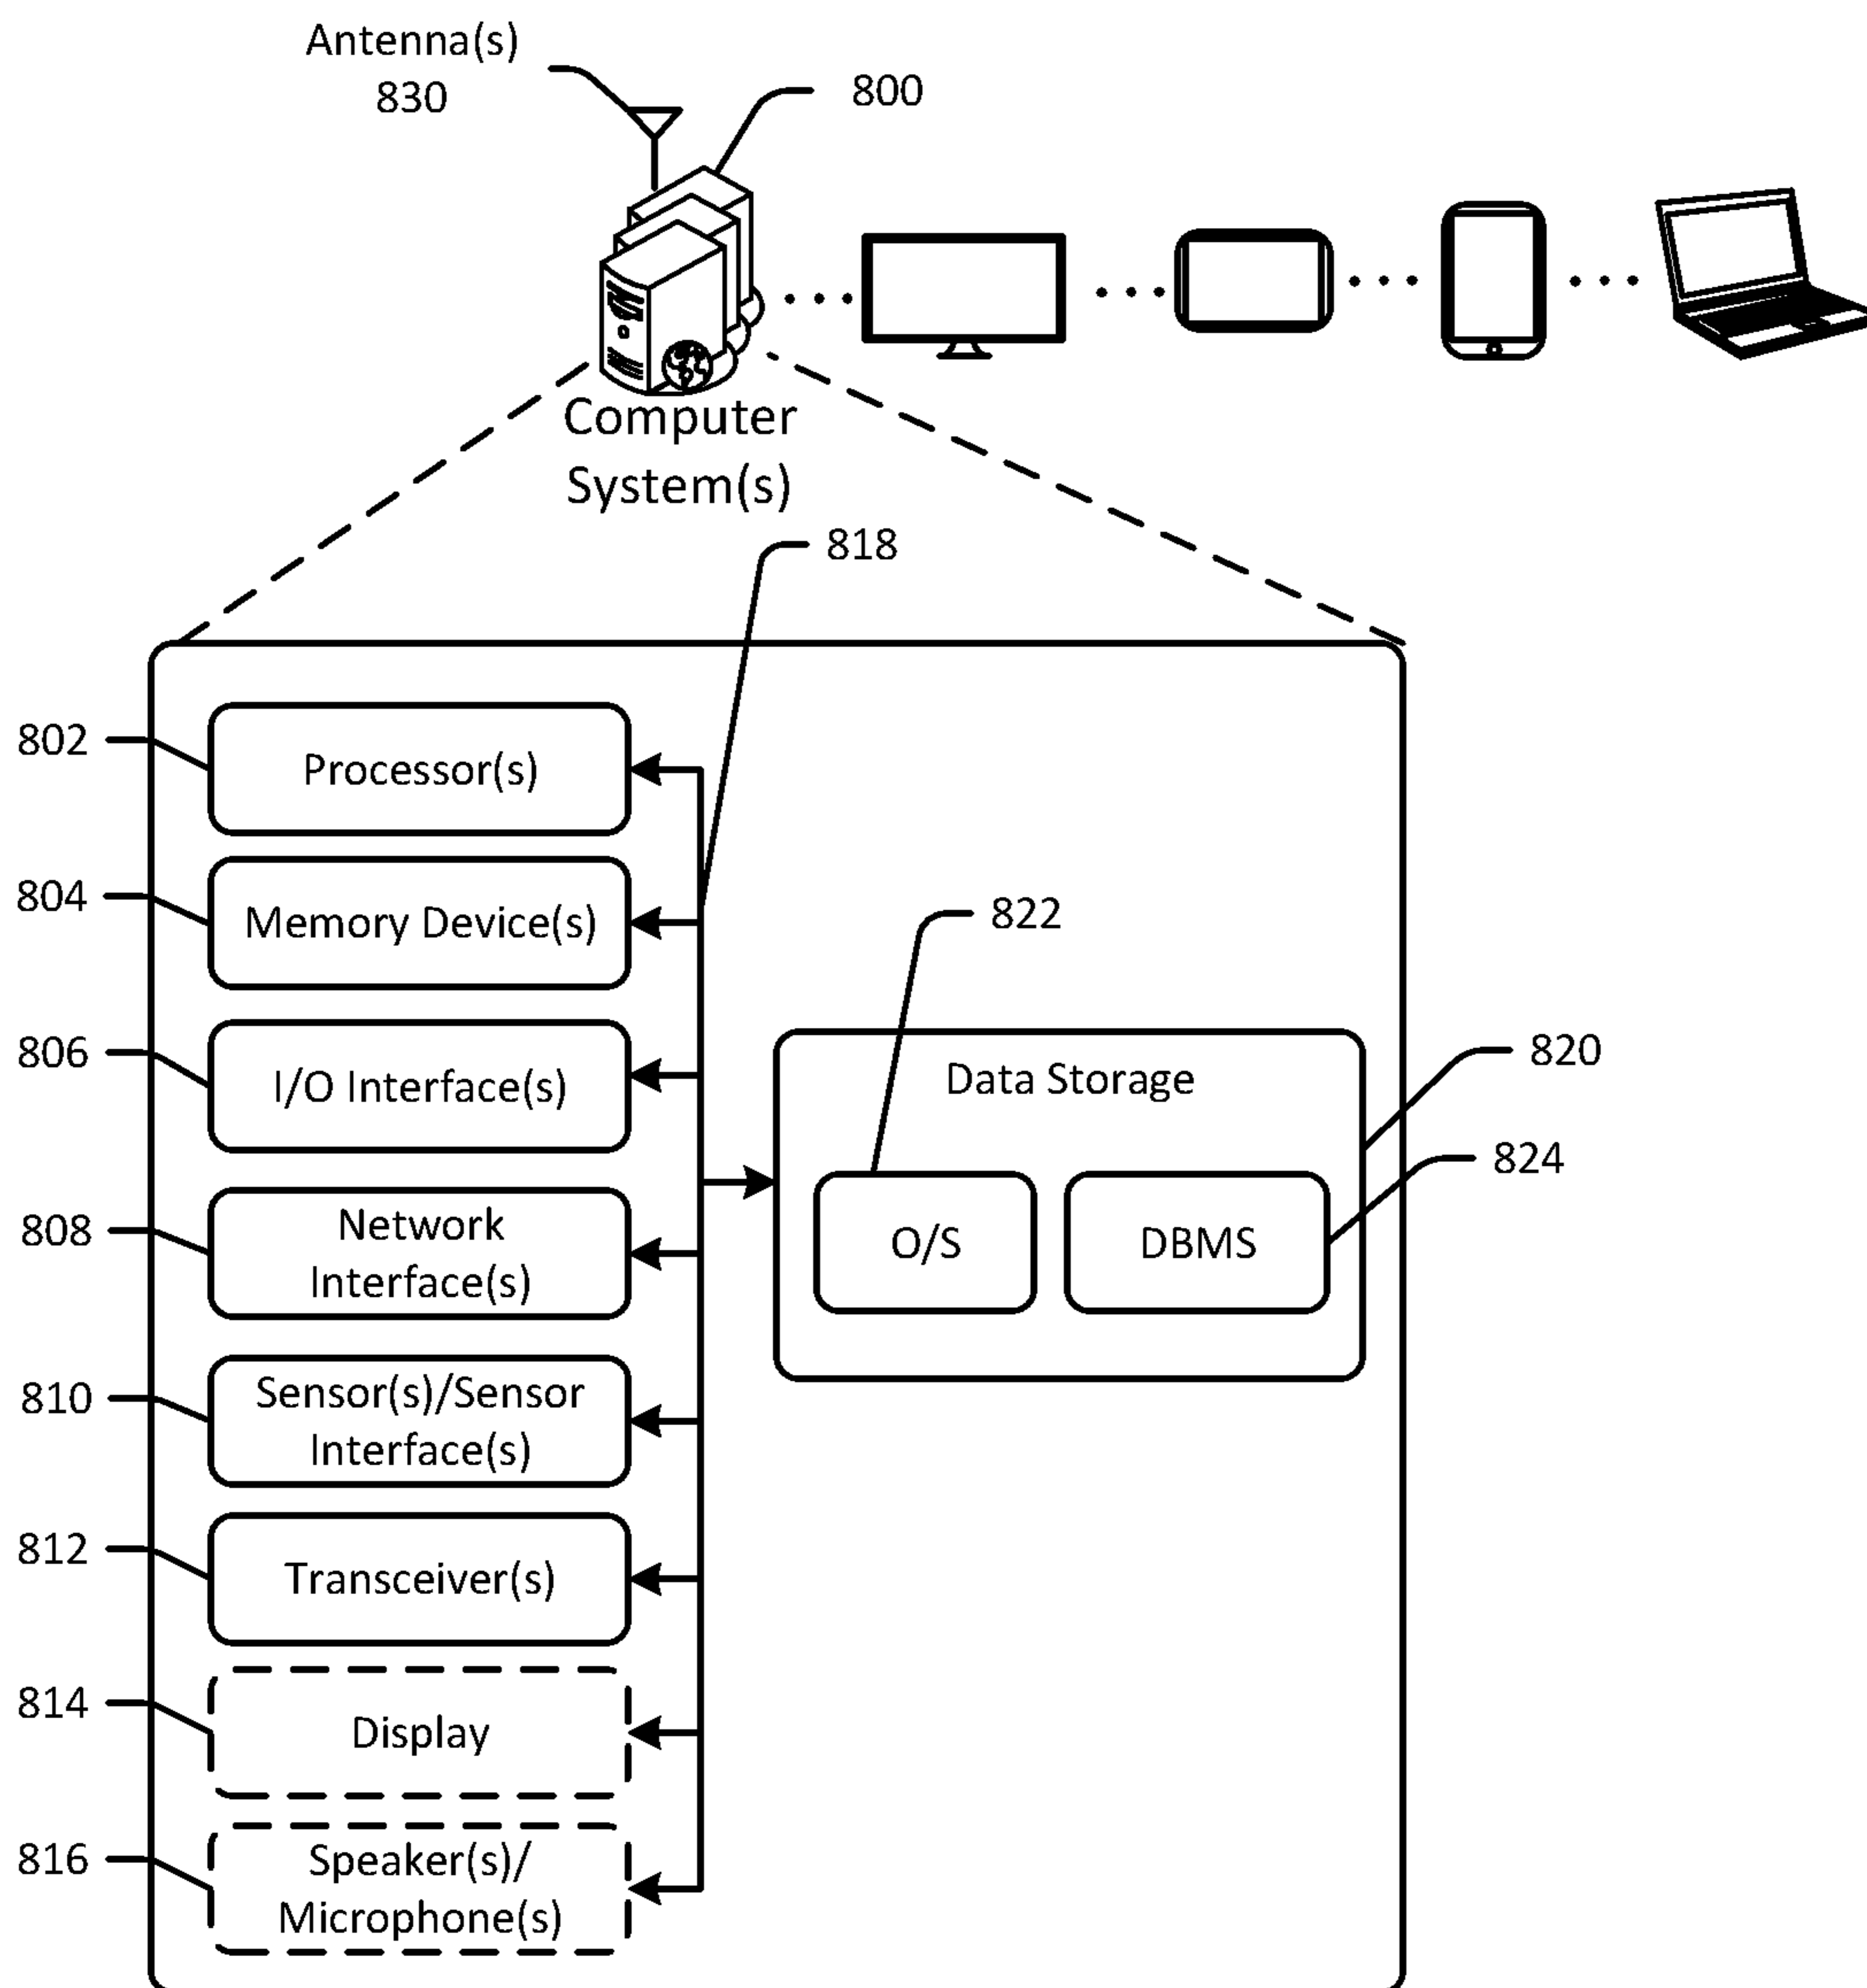 Antenna(s)
830
800
Computer
System(s)
818
802
Processor(s)
804
Memory Device(s)
822
806
I/O Interface(s)
Data Storage
820
824
O/S
DBMS
808
Network
Interface(s)
810
Sensor(s)/Sensor
Interface(s)
812
Transceiver(s)
814
Display
816
Speaker(s)/
Microphone(s)